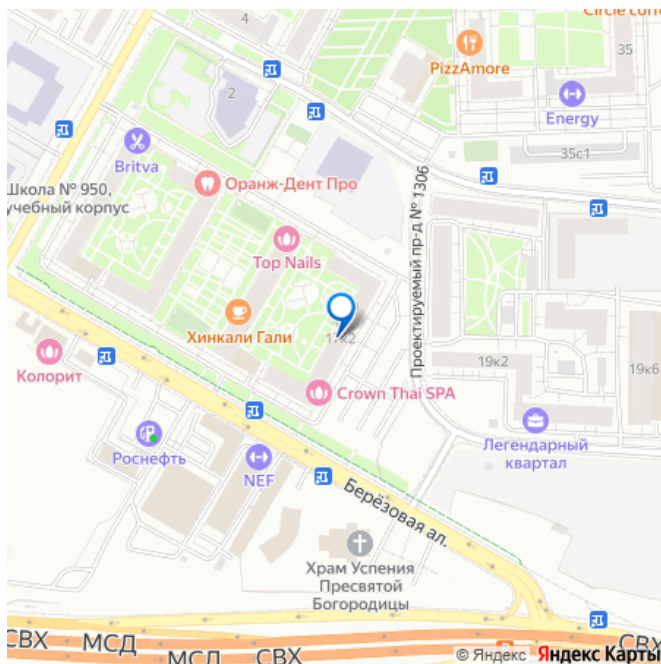 Circle com
4
35
PizzAmore
2
Energy
Britva
35с1
Школа № 950,
учебный корпус
Оранж-Дент Про
Проектируемый пр-д № 1306
Top Nails
Хинкали Гали
17к2
Колорит
19к2
19к6
Crown Thai SPA
Роснефть
Легендарный
квартал
NEF
Берёзовая ал.
Храм Успения
Пресвятой
Богородицы
СВХ
МСД
СВХ
МСД
СВХ
© Яндекс Яндекс Карты